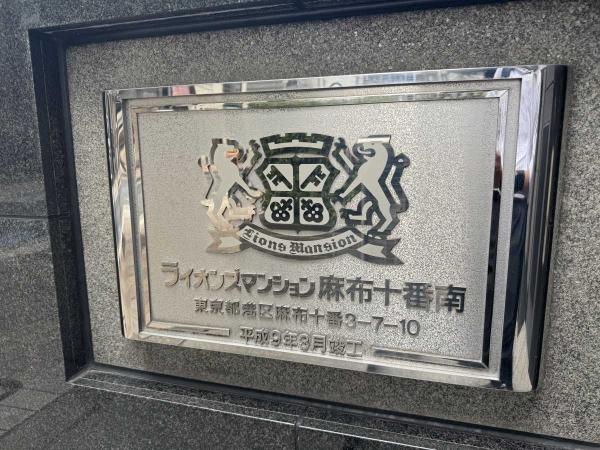 Lions Mansion
ライオンズマンション麻布十番南
東京都港区麻布十番3-7-10
平成9年3月竣工